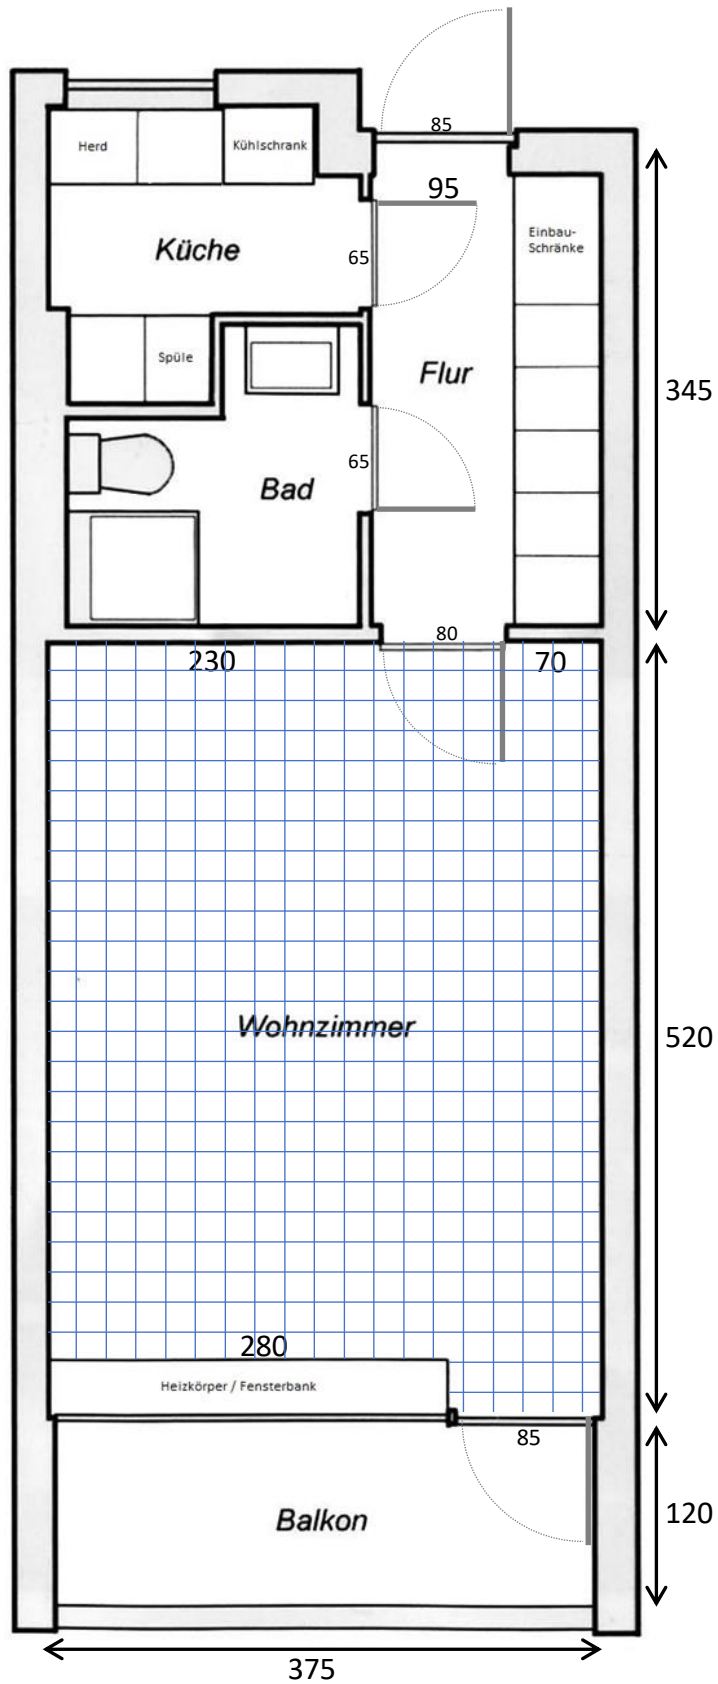 85
Herd
Kühlschrank
95
Einbau-
Schränke
Küche
65
Spüle
Flur
345
65
Bad
80
230
70
Wohnzimmer
520
280
Heizkörper / Fensterbank
85
Balkon
120
375